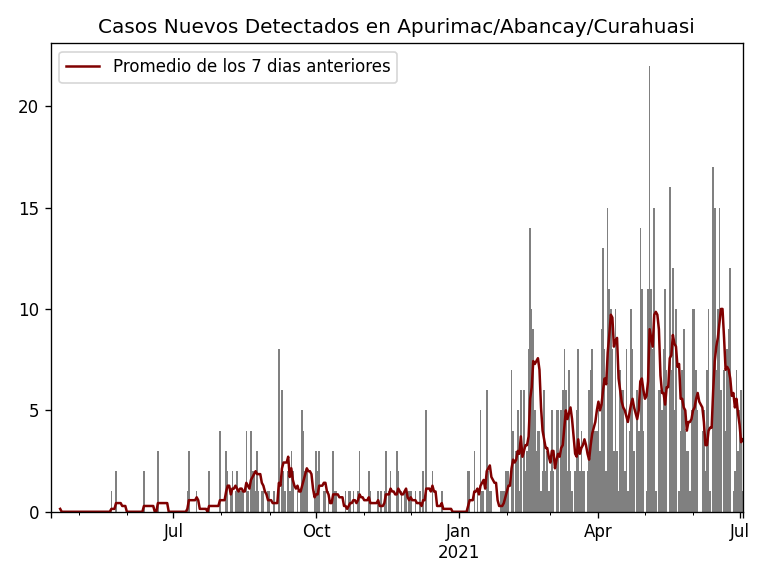 Casos Nuevos Detectados en Apurimac/Abancay/Curahuasi
Promedio de los 7 dias anteriores
20
15
10
5
0
Jul
Oct
Jan
Apr
Jul
2021